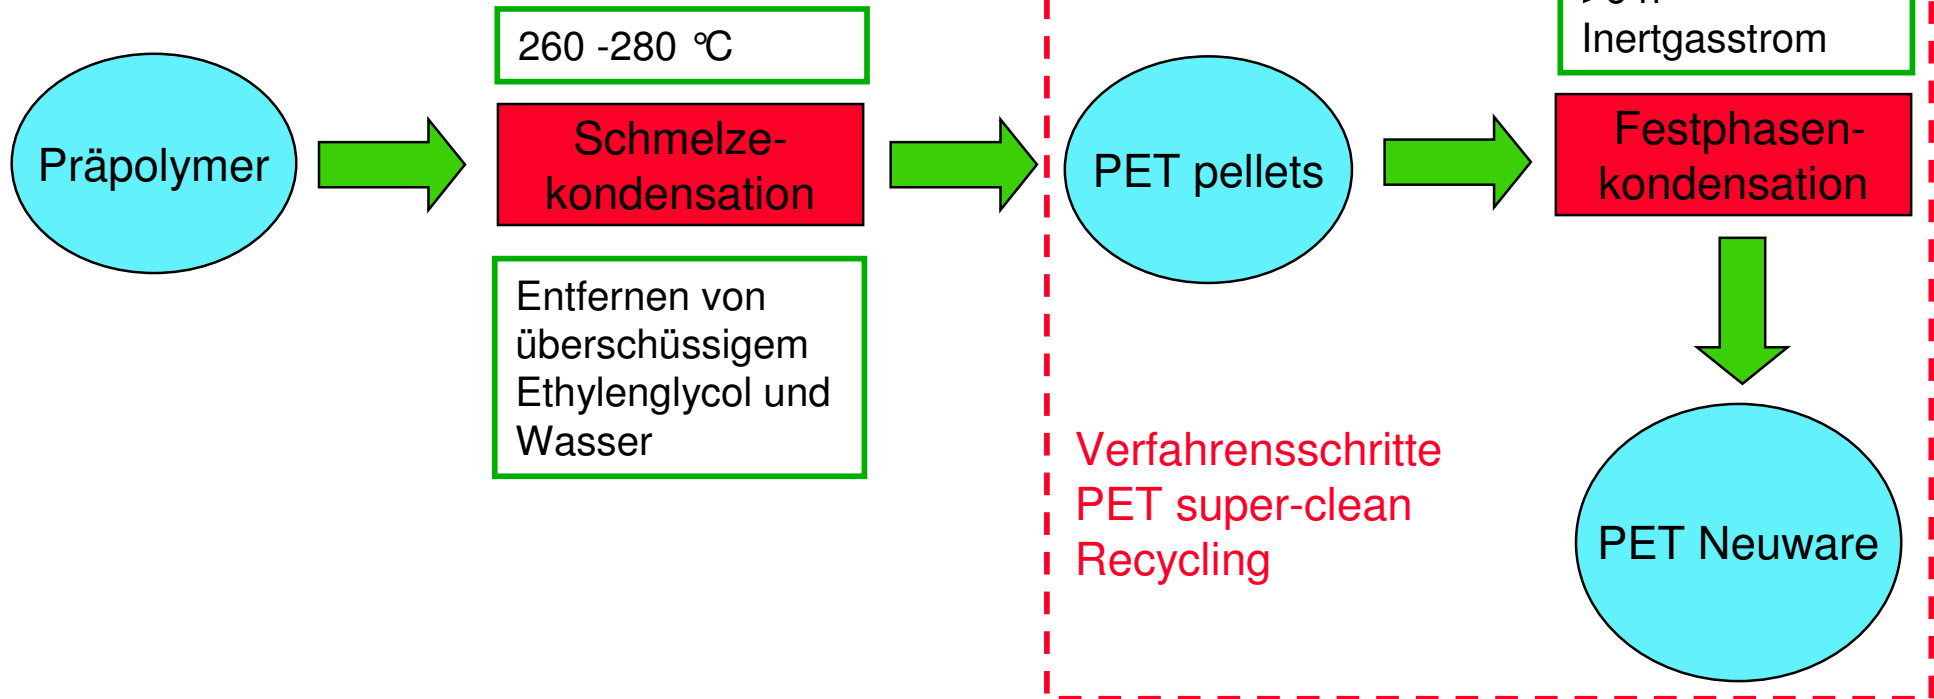 260 -280 °C
Inertgasstrom
Präpolymer
Schmelze-
kondensation
PET pellets
Festphasen-
kondensation
Entfernen von
überschüssigem
Ethylenglycol und
Wasser
Verfahrensschritte
PET super-clean
Recycling
PET Neuware